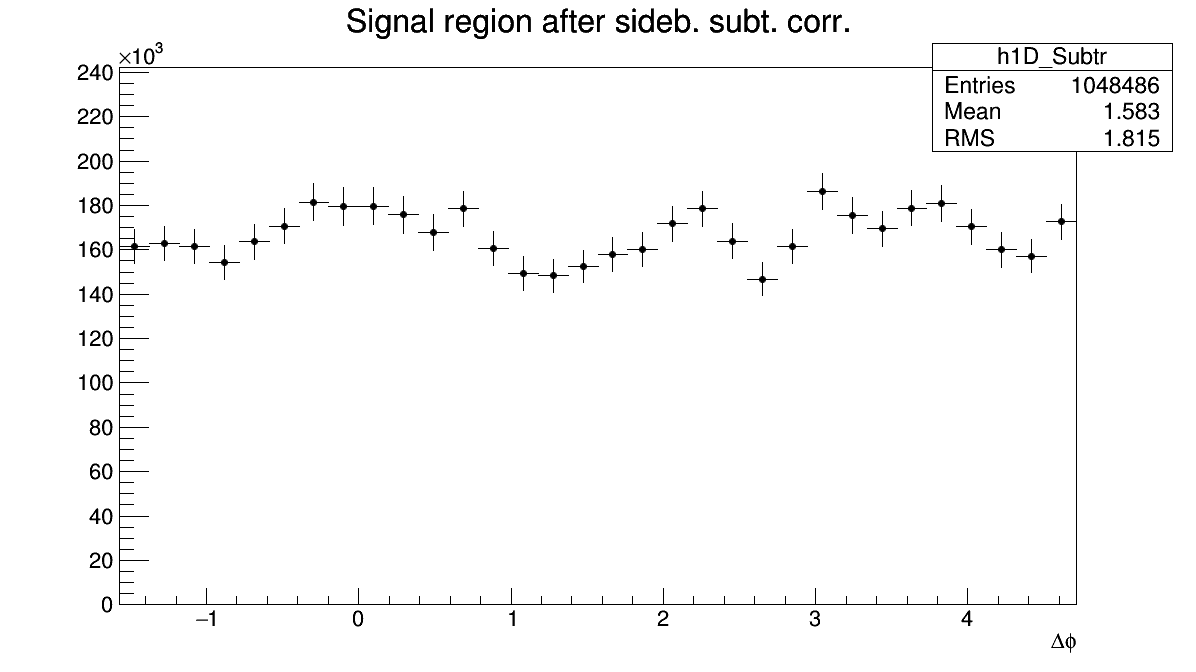 Signal region after sideb. subt. corr.
×10³
h1D_Subtr
Entries 1048486
Mean 1.583
RMS 1.815
240
220
200
180
160
140
120
100
80
60
40
20
0
−1 0 1 2 3 4
Δϕ